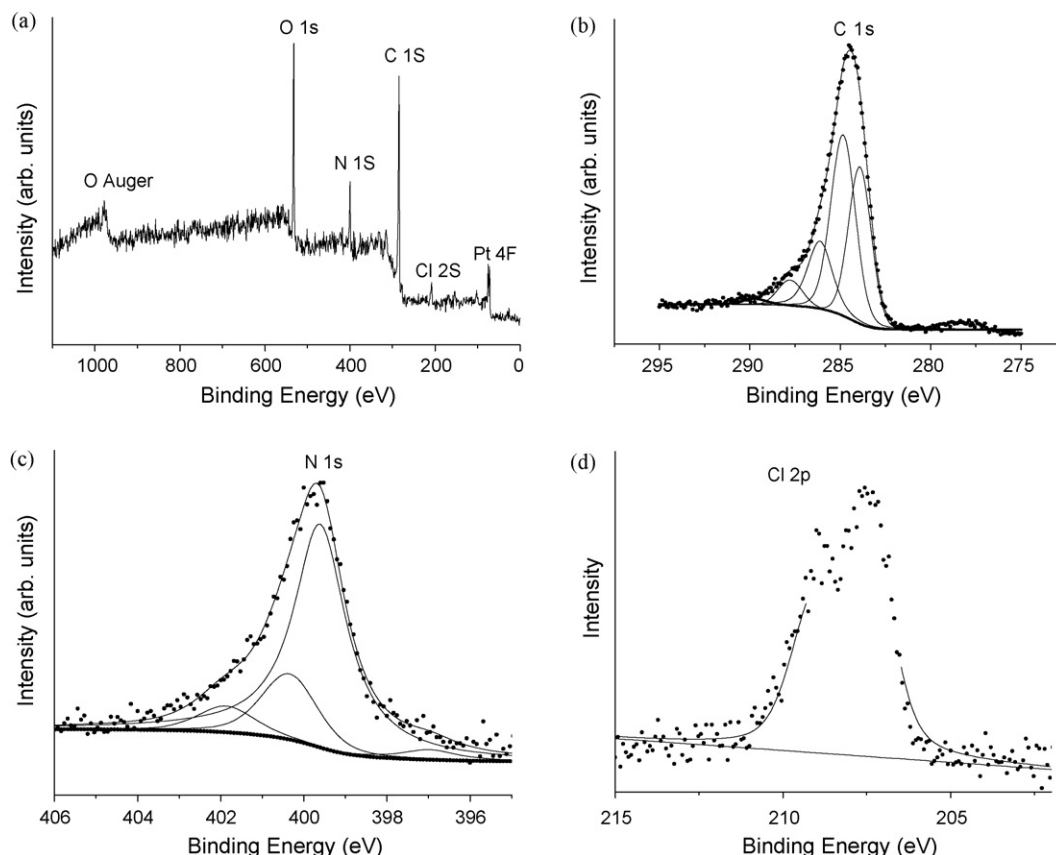 (a)
O 1s
C 1S
N 1S
O Auger
Cl 2S
Pt 4F
Intensity (arb. units)
1000 800 600 400 200 0
Binding Energy (eV)
(b)
C 1s
Intensity (arb. units)
295 290 285 280 275
Binding Energy (eV)
(c)
N 1s
Intensity (arb. units)
406 404 402 400 398 396
Binding Energy (eV)
(d)
Cl 2p
Intensity
215 210 205
Binding Energy (eV)